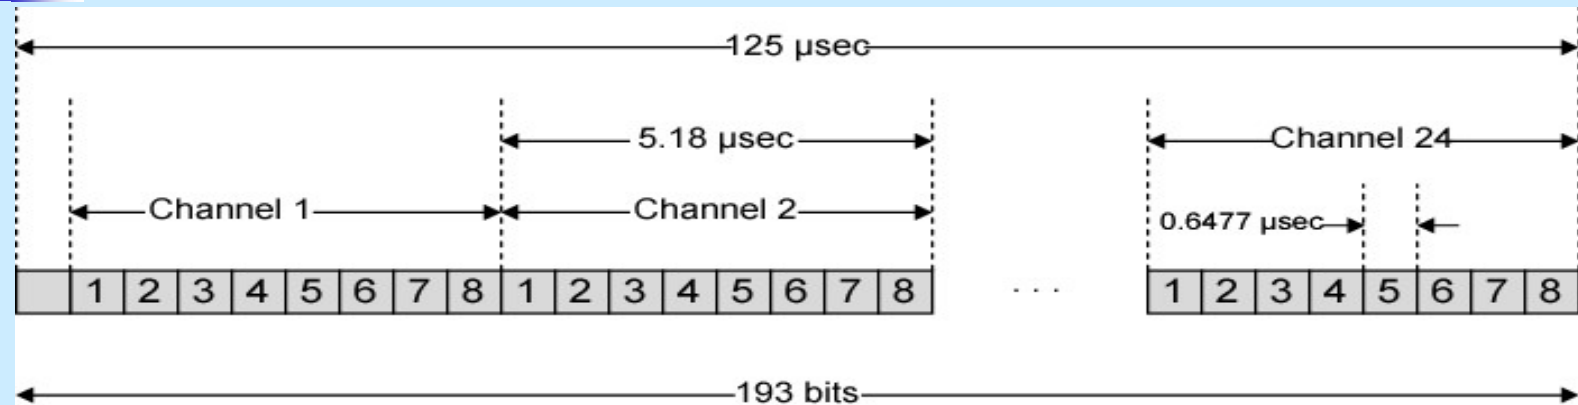 125 µsec
5.18 µsec Channel 24
Channel 1 Channel 2 0.6477 µsec
1 2 3 4 5 6 7 8 1 2 3 4 5 6 7 8 . . . 1 2 3 4 5 6 7 8
193 bits